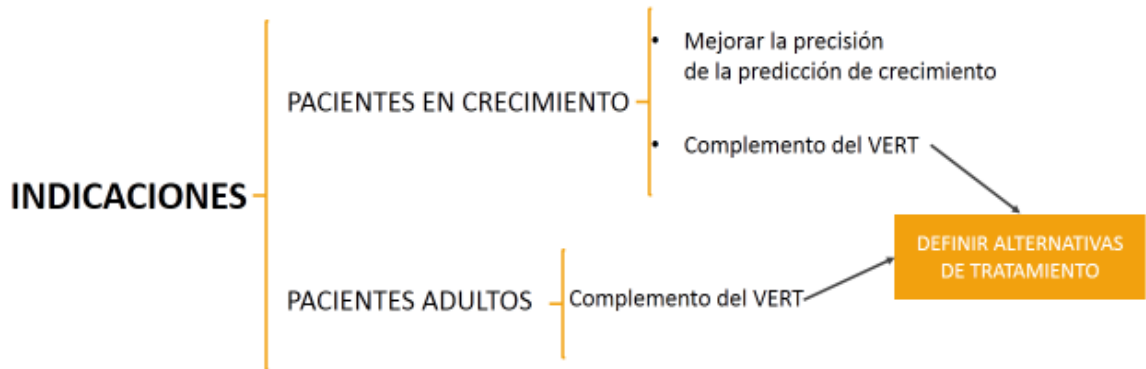 INDICACIONES
PACIENTES EN CRECIMIENTO
• Mejorar la precisión
de la predicción de crecimiento
• Complemento del VERT
PACIENTES ADULTOS
Complemento del VERT
DEFINIR ALTERNATIVAS
DE TRATAMIENTO